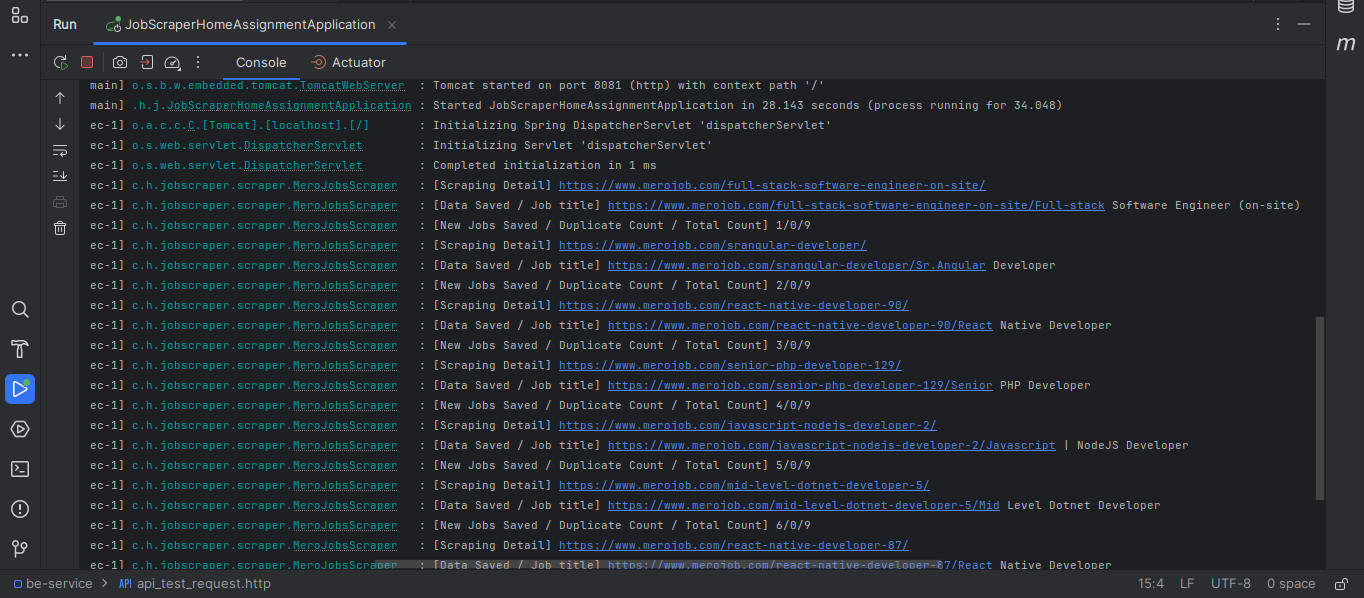 Run JobScraperHomeAssignmentApplication
Console Actuator
main] o.s.b.w.embedded.tomcat.TomcatWebServer : Tomcat started on port 8081 (http) with context path '/'
main] .h.j.JobScraperHomeAssignmentApplication : Started JobScraperHomeAssignmentApplication in 28.143 seconds (process running for 34.048)
ec-1] o.a.c.c.C.[Tomcat].[localhost].[/] : Initializing Spring DispatcherServlet 'dispatcherServlet'
ec-1] o.s.web.servlet.DispatcherServlet : Initializing Servlet 'dispatcherServlet'
ec-1] o.s.web.servlet.DispatcherServlet : Completed initialization in 1 ms
ec-1] c.h.jobscraper.scraper.MeroJobsScraper : [Scraping Detail] https://www.merojob.com/full-stack-software-engineer-on-site/
ec-1] c.h.jobscraper.scraper.MeroJobsScraper : [Data Saved / Job title] https://www.merojob.com/full-stack-software-engineer-on-site/Full-stack Software Engineer (on-site)
ec-1] c.h.jobscraper.scraper.MeroJobsScraper : [New Jobs Saved / Duplicate Count / Total Count] 1/0/9
ec-1] c.h.jobscraper.scraper.MeroJobsScraper : [Scraping Detail] https://www.merojob.com/srangular-developer/
ec-1] c.h.jobscraper.scraper.MeroJobsScraper : [Data Saved / Job title] https://www.merojob.com/srangular-developer/Sr.Angular Developer
ec-1] c.h.jobscraper.scraper.MeroJobsScraper : [New Jobs Saved / Duplicate Count / Total Count] 2/0/9
ec-1] c.h.jobscraper.scraper.MeroJobsScraper : [Scraping Detail] https://www.merojob.com/react-native-developer-90/
ec-1] c.h.jobscraper.scraper.MeroJobsScraper : [Data Saved / Job title] https://www.merojob.com/react-native-developer-90/React Native Developer
ec-1] c.h.jobscraper.scraper.MeroJobsScraper : [New Jobs Saved / Duplicate Count / Total Count] 3/0/9
ec-1] c.h.jobscraper.scraper.MeroJobsScraper : [Scraping Detail] https://www.merojob.com/senior-php-developer-129/
ec-1] c.h.jobscraper.scraper.MeroJobsScraper : [Data Saved / Job title] https://www.merojob.com/senior-php-developer-129/Senior PHP Developer
ec-1] c.h.jobscraper.scraper.MeroJobsScraper : [New Jobs Saved / Duplicate Count / Total Count] 4/0/9
ec-1] c.h.jobscraper.scraper.MeroJobsScraper : [Scraping Detail] https://www.merojob.com/javascript-nodejs-developer-2/
ec-1] c.h.jobscraper.scraper.MeroJobsScraper : [Data Saved / Job title] https://www.merojob.com/javascript-nodejs-developer-2/Javascript | NodeJS Developer
ec-1] c.h.jobscraper.scraper.MeroJobsScraper : [New Jobs Saved / Duplicate Count / Total Count] 5/0/9
ec-1] c.h.jobscraper.scraper.MeroJobsScraper : [Scraping Detail] https://www.merojob.com/mid-level-dotnet-developer-5/
ec-1] c.h.jobscraper.scraper.MeroJobsScraper : [Data Saved / Job title] https://www.merojob.com/mid-level-dotnet-developer-5/Mid Level Dotnet Developer
ec-1] c.h.jobscraper.scraper.MeroJobsScraper : [New Jobs Saved / Duplicate Count / Total Count] 6/0/9
ec-1] c.h.jobscraper.scraper.MeroJobsScraper : [Scraping Detail] https://www.merojob.com/react-native-developer-87/
ec-1] c.h.jobscraper.scraper.MeroJobsScraper : [Data Saved / Job title] https://www.merojob.com/react-native-developer-87/React Native Developer
be-service > API api_test_request.http 15:4 LF UTF-8 0 space
m